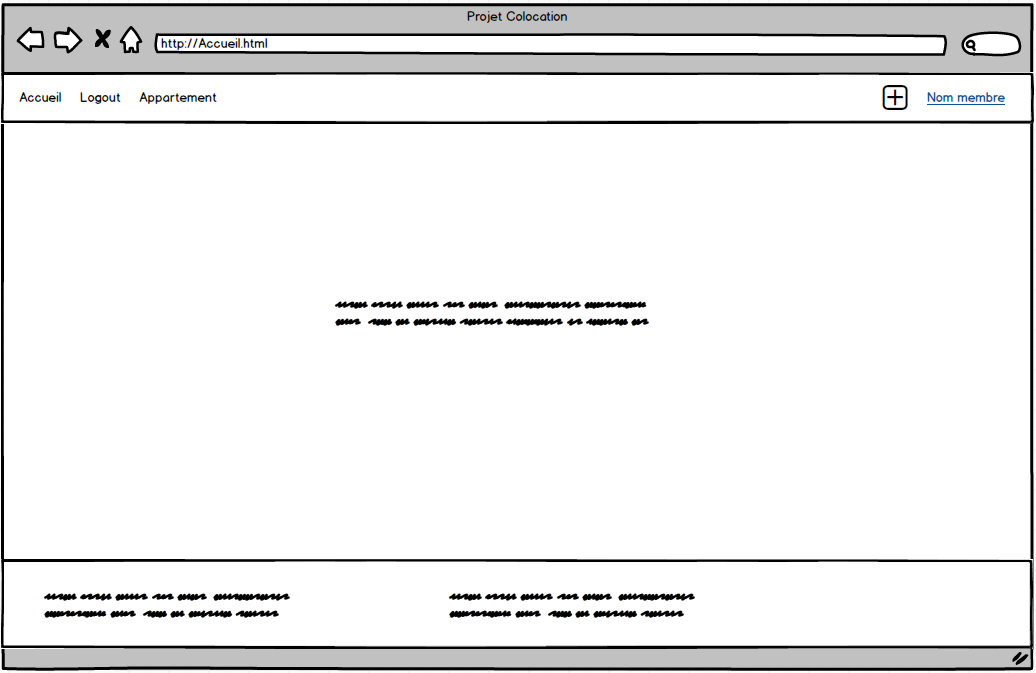 Projet Colocation
http://Accueil.html
Accueil Logout Appartement Nom membre